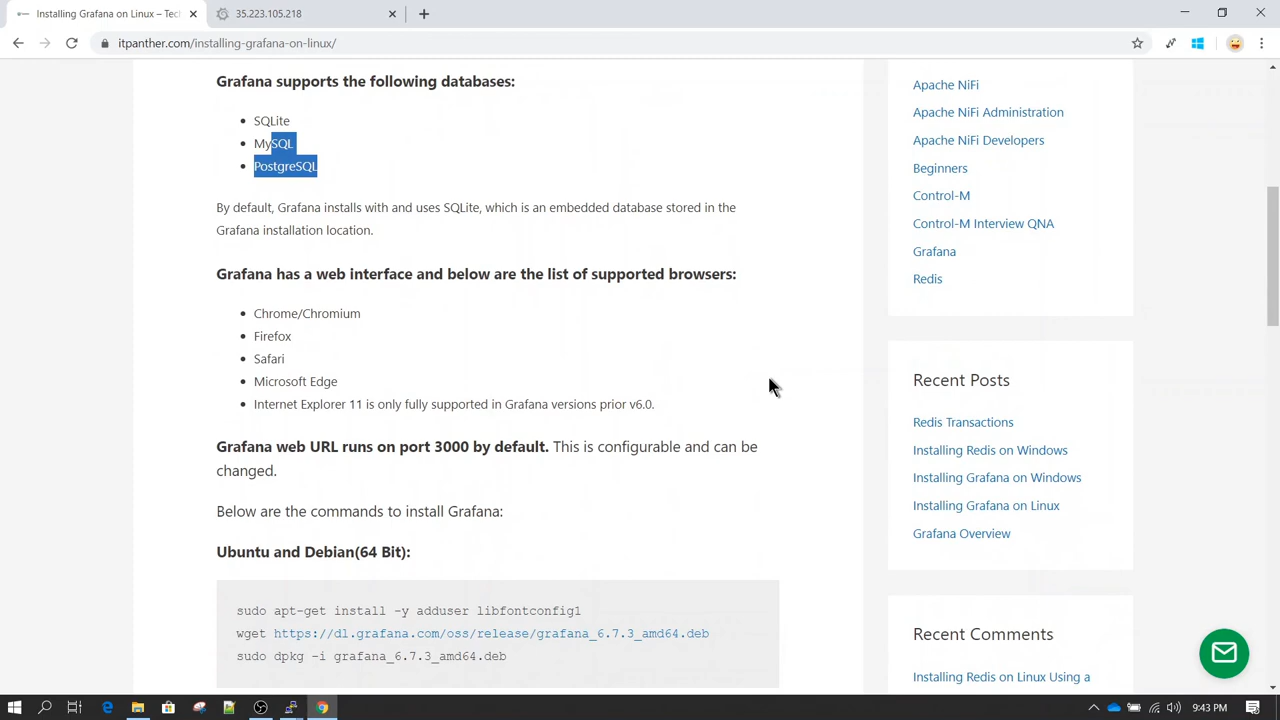 Installing Grafana on Linux – Tec
35.223.105.218
itpanther.com/installing-grafana-on-linux/
Grafana supports the following databases:
SQLite
MySQL
PostgreSQL
By default, Grafana installs with and uses SQLite, which is an embedded database stored in the
Grafana installation location.
Grafana has a web interface and below are the list of supported browsers:
Chrome/Chromium
Firefox
Safari
Microsoft Edge
Internet Explorer 11 is only fully supported in Grafana versions prior v6.0.
Grafana web URL runs on port 3000 by default. This is configurable and can be
changed.
Below are the commands to install Grafana:
Ubuntu and Debian(64 Bit):
sudo apt-get install -y adduser libfontconfig1
wget https://dl.grafana.com/oss/release/grafana_6.7.3_amd64.deb
sudo dpkg -i grafana_6.7.3_amd64.deb
Apache NiFi
Apache NiFi Administration
Apache NiFi Developers
Beginners
Control-M
Control-M Interview QNA
Grafana
Redis
Recent Posts
Redis Transactions
Installing Redis on Windows
Installing Grafana on Windows
Installing Grafana on Linux
Grafana Overview
Recent Comments
Installing Redis on Linux Using a
9:43 PM